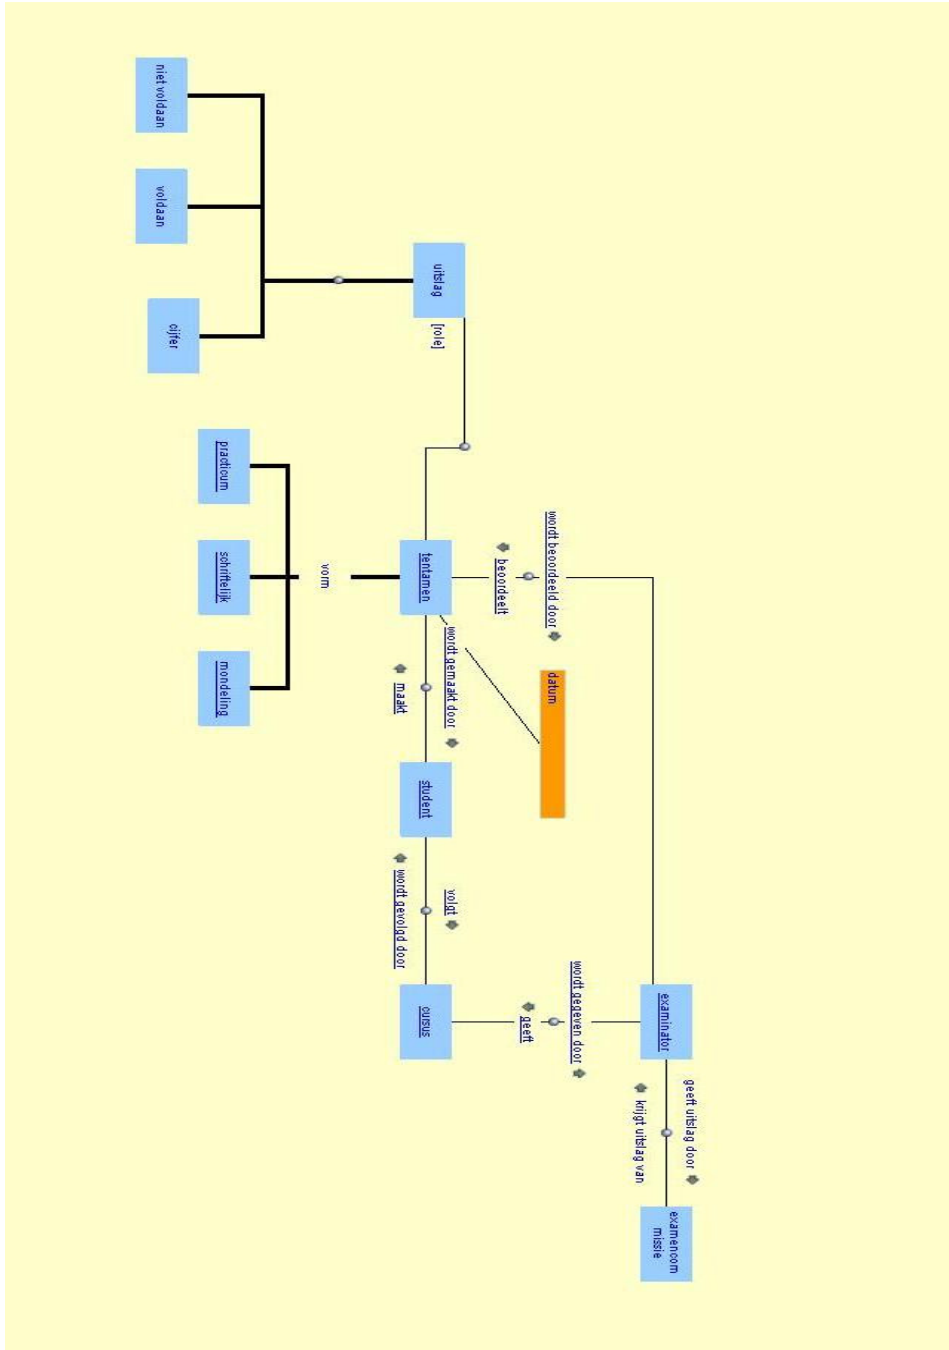 geeft uitslag door
examinator
examencom
missie
krijgt uitslag van
wordt gegeven door
wordt beoordeeld door
datum
geeft
beoordeelt
uitslag
[role]
tentamen
wordt gemaakt door
maakt
student
volgt
wordt gevolgd door
cursus
vorm
practicum
schriftelijk
mondeling
niet voldaan
voldaan
cijfer